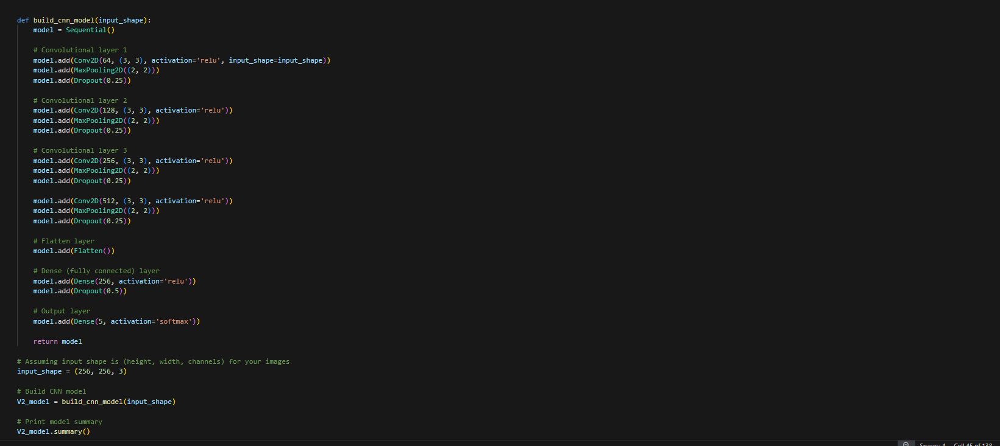 def build_cnn_model(input_shape):
    model = Sequential()

    # Convolutional layer 1
    model.add(Conv2D(64, (3, 3), activation='relu', input_shape=input_shape))
    model.add(MaxPooling2D((2, 2)))
    model.add(Dropout(0.25))

    # Convolutional layer 2
    model.add(Conv2D(128, (3, 3), activation='relu'))
    model.add(MaxPooling2D((2, 2)))
    model.add(Dropout(0.25))

    # Convolutional layer 3
    model.add(Conv2D(256, (3, 3), activation='relu'))
    model.add(MaxPooling2D((2, 2)))
    model.add(Dropout(0.25))

    model.add(Conv2D(512, (3, 3), activation='relu'))
    model.add(MaxPooling2D((2, 2)))
    model.add(Dropout(0.25))

    # Flatten layer
    model.add(Flatten())

    # Dense (fully connected) layer
    model.add(Dense(256, activation='relu'))
    model.add(Dropout(0.5))

    # Output layer
    model.add(Dense(5, activation='softmax'))

    return model

# Assuming input shape is (height, width, channels) for your images
input_shape = (256, 256, 3)

# Build CNN model
V2_model = build_cnn_model(input_shape)

# Print model summary
V2_model.summary()
Spaces: 4 Cell 45 of 138